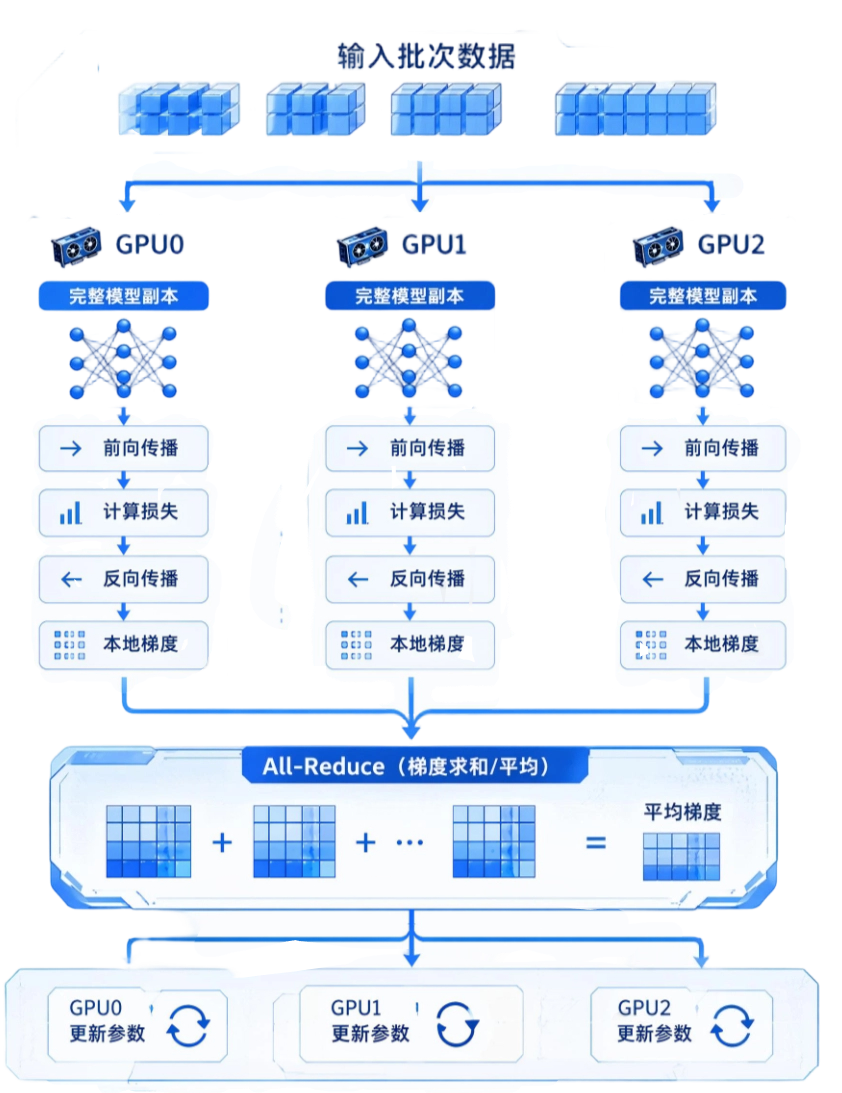 输入批次数据
GPU0
GPU1
GPU2
完整模型副本
完整模型副本
完整模型副本
→ 前向传播
→ 前向传播
→ 前向传播
计算损失
计算损失
计算损失
← 反向传播
← 反向传播
← 反向传播
本地梯度
本地梯度
本地梯度
All-Reduce（梯度求和/平均）
平均梯度
+ + ··· =
GPU0
更新参数
GPU1
更新参数
GPU2
更新参数